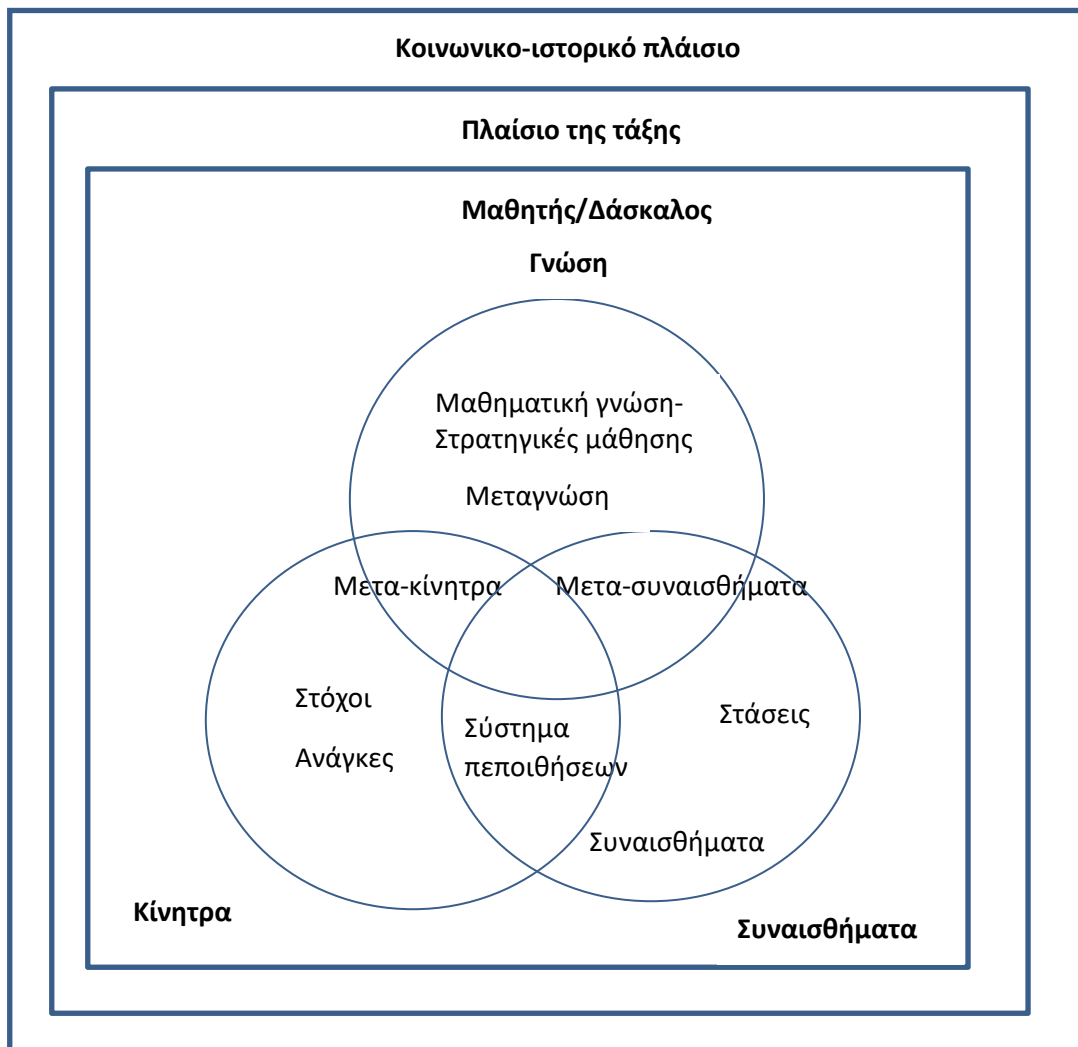 Κοινωνικο-ιστορικό πλάισιο
Πλαίσιο της τάξης
Μαθητής/Δάσκαλος
Γνώση
Μαθηματική γνώση-
Στρατηγικές μάθησης
Μεταγνώση
Μετα-κίνητρα
Μετα-συναισθήματα
Στόχοι
Ανάγκες
Σύστημα
πεποιθήσεων
Στάσεις
Συναισθήματα
Κίνητρα
Συναισθήματα